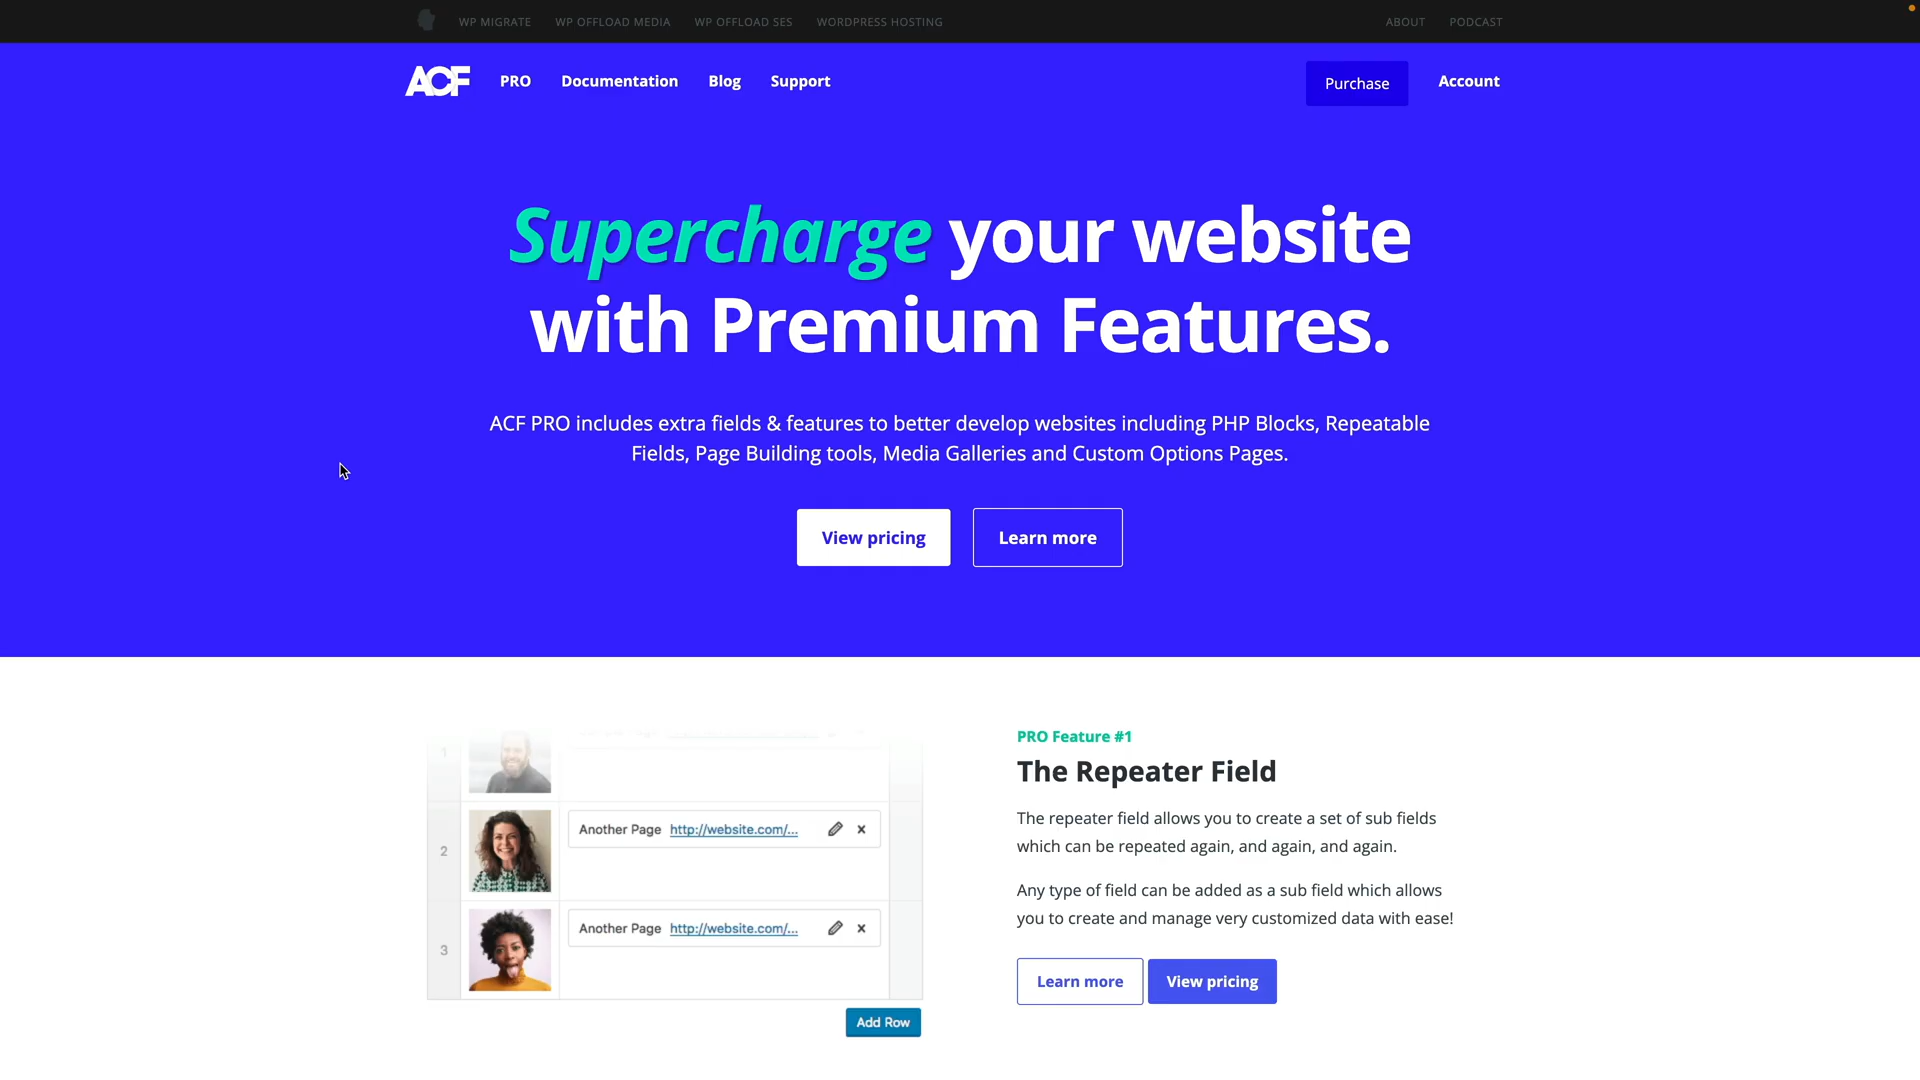 WP MIGRATE WP OFFLOAD MEDIA WP OFFLOAD SES WORDPRESS HOSTING ABOUT PODCAST
ACF PRO Documentation Blog Support Purchase Account
Supercharge your website
with Premium Features.
ACF PRO includes extra fields & features to better develop websites including PHP Blocks, Repeatable
Fields, Page Building tools, Media Galleries and Custom Options Pages.
View pricing Learn more
1
2 Another Page http://website.com/...
3 Another Page http://website.com/...
Add Row
PRO Feature #1
The Repeater Field
The repeater field allows you to create a set of sub fields
which can be repeated again, and again, and again.
Any type of field can be added as a sub field which allows
you to create and manage very customized data with ease!
Learn more View pricing